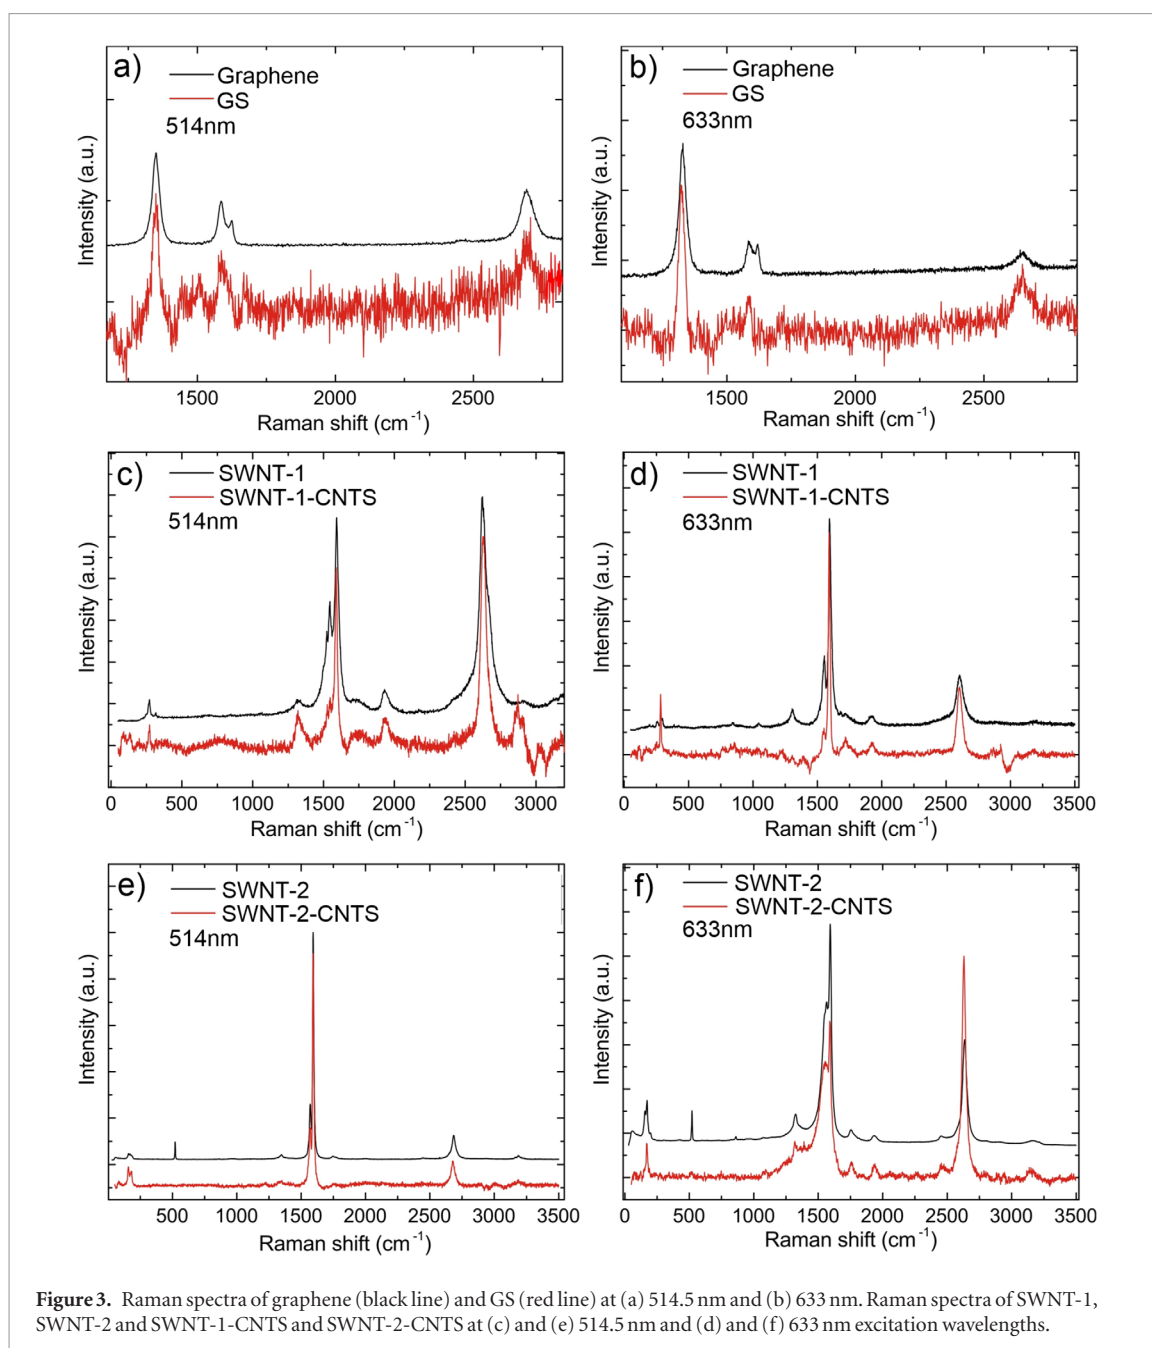 a)
Graphene
GS
514nm
Intensity (a.u.)
1500 2000 2500
Raman shift (cm⁻¹)
b)
Graphene
GS
633nm
Intensity (a.u.)
1500 2000 2500
Raman shift (cm⁻¹)
c)
SWNT-1
SWNT-1-CNTS
514nm
Intensity (a.u.)
0 500 1000 1500 2000 2500 3000
Raman shift (cm⁻¹)
d)
SWNT-1
SWNT-1-CNTS
633nm
Intensity (a.u.)
0 500 1000 1500 2000 2500 3000 3500
Raman shift (cm⁻¹)
e)
SWNT-2
SWNT-2-CNTS
514nm
Intensity (a.u.)
500 1000 1500 2000 2500 3000 3500
Raman shift (cm⁻¹)
f)
SWNT-2
SWNT-2-CNTS
633nm
Intensity (a.u.)
0 500 1000 1500 2000 2500 3000 3500
Raman shift (cm⁻¹)
Figure 3. Raman spectra of graphene (black line) and GS (red line) at (a) 514.5 nm and (b) 633 nm. Raman spectra of SWNT-1,
SWNT-2 and SWNT-1-CNTS and SWNT-2-CNTS at (c) and (e) 514.5 nm and (d) and (f) 633 nm excitation wavelengths.